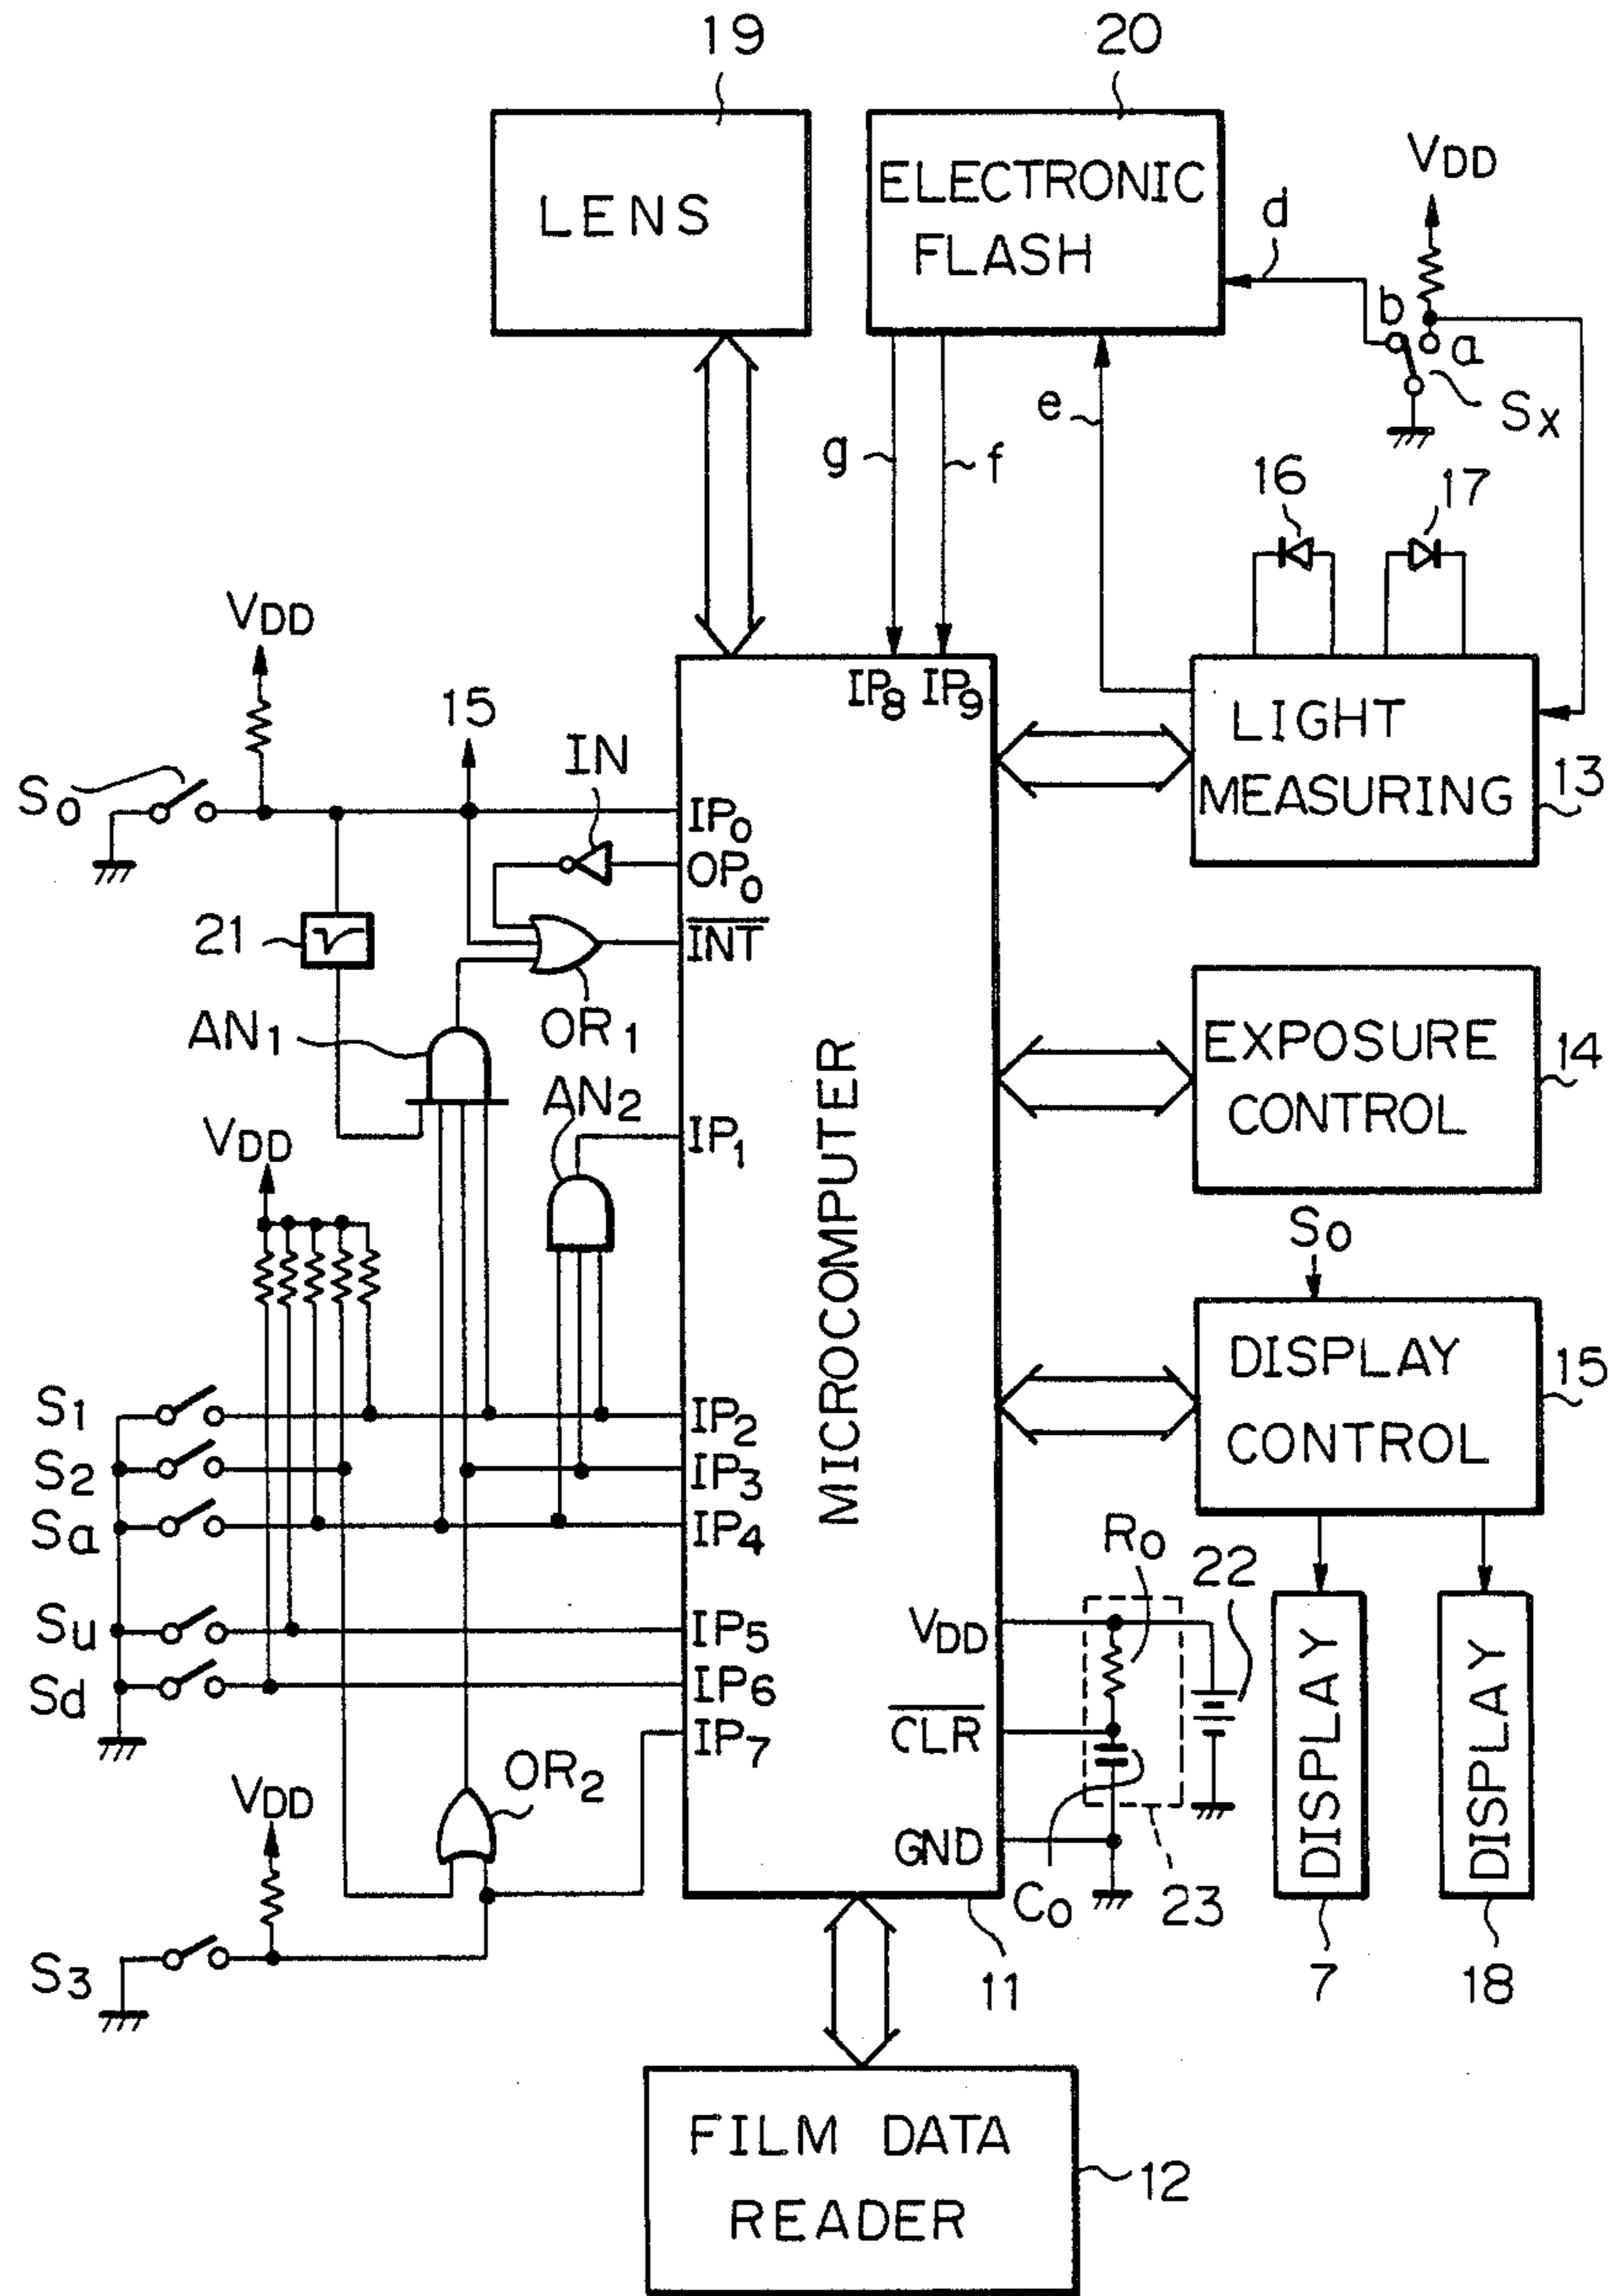 19
20
LENS
ELECTRONIC
FLASH
VDD
d
b
a
SX
e
g
f
16
17
VDD
15
IP8 IP9
LIGHT
MEASURING
13
IN
S0
IP0
OP0
21
INT
AN1
OR1
EXPOSURE
CONTROL
14
AN2
VDD
IP1
MICROCOMPUTER
S0
DISPLAY
CONTROL
15
S1
IP2
S2
IP3
Sa
IP4
R0
22
Su
IP5
VDD
Sd
IP6
CLR
IP7
OR2
VDD
GND
C0
23
DISPLAY
DISPLAY
S3
11
7
18
FILM DATA
READER
12